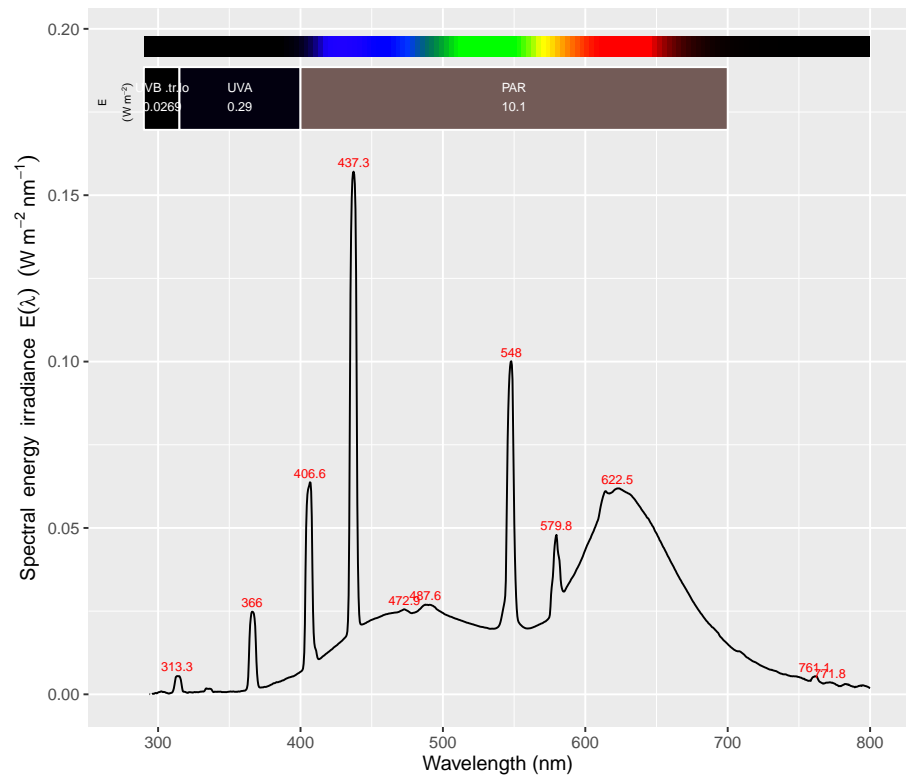 0.20
0.15
0.10
0.05
0.00
Spectral energy irradiance E(λ) (W m⁻² nm⁻¹)
E
(W m⁻²)
UVB .tr.lo
0.0269
UVA
0.29
PAR
10.1
313.3
366
406.6
437.3
472.9
487.6
548
579.8
622.5
761.1
771.8
300 400 500 600 700 800
Wavelength (nm)